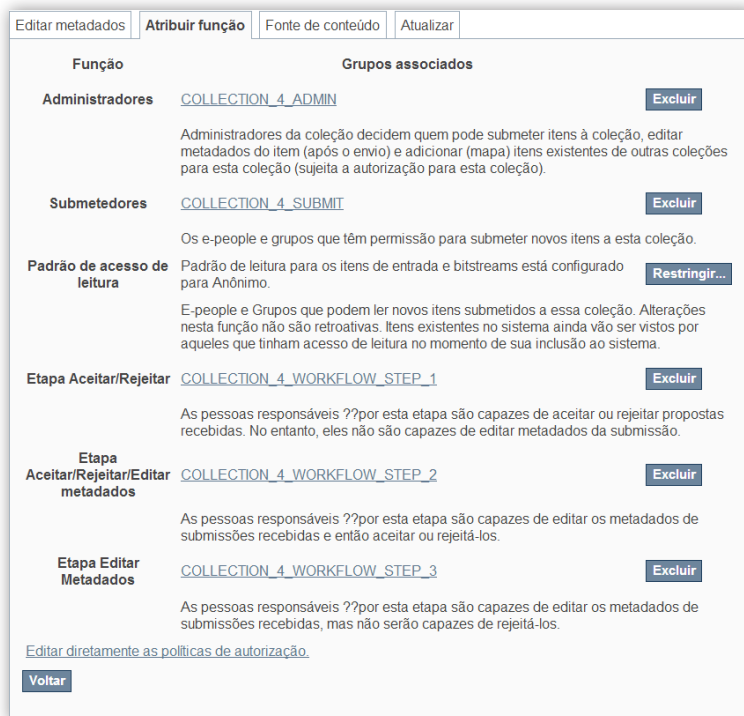 Editar metadados Atribuir função Fonte de conteúdo Atualizar
Função Grupos associados
Administradores COLLECTION_4_ADMIN Excluir
Administradores da coleção decidem quem pode submeter itens à coleção, editar
metadados do item (após o envio) e adicionar (mapa) itens existentes de outras coleções
para esta coleção (sujeita a autorização para esta coleção).
Submetedores COLLECTION_4_SUBMIT Excluir
Os e-people e grupos que têm permissão para submeter novos itens a esta coleção.
Padrão de acesso de leitura
Padrão de leitura para os itens de entrada e bitstreams está configurado
para Anônimo.
Restringir...
E-people e Grupos que podem ler novos itens submetidos a essa coleção. Alterações
nesta função não são retroativas. Itens existentes no sistema ainda vão ser vistos por
aqueles que tinham acesso de leitura no momento de sua inclusão ao sistema.
Etapa Aceitar/Rejeitar COLLECTION_4_WORKFLOW_STEP_1 Excluir
As pessoas responsáveis ??por esta etapa são capazes de aceitar ou rejeitar propostas
recebidas. No entanto, eles não são capazes de editar metadados da submissão.
Etapa
Aceitar/Rejeitar/Editar
metadados
COLLECTION_4_WORKFLOW_STEP_2 Excluir
As pessoas responsáveis ??por esta etapa são capazes de editar os metadados de
submissões recebidas e então aceitar ou rejeitá-los.
Etapa Editar
Metadados
COLLECTION_4_WORKFLOW_STEP_3 Excluir
As pessoas responsáveis ??por esta etapa são capazes de editar os metadados de
submissões recebidas, mas não serão capazes de rejeitá-los.
Editar diretamente as políticas de autorização.
Voltar